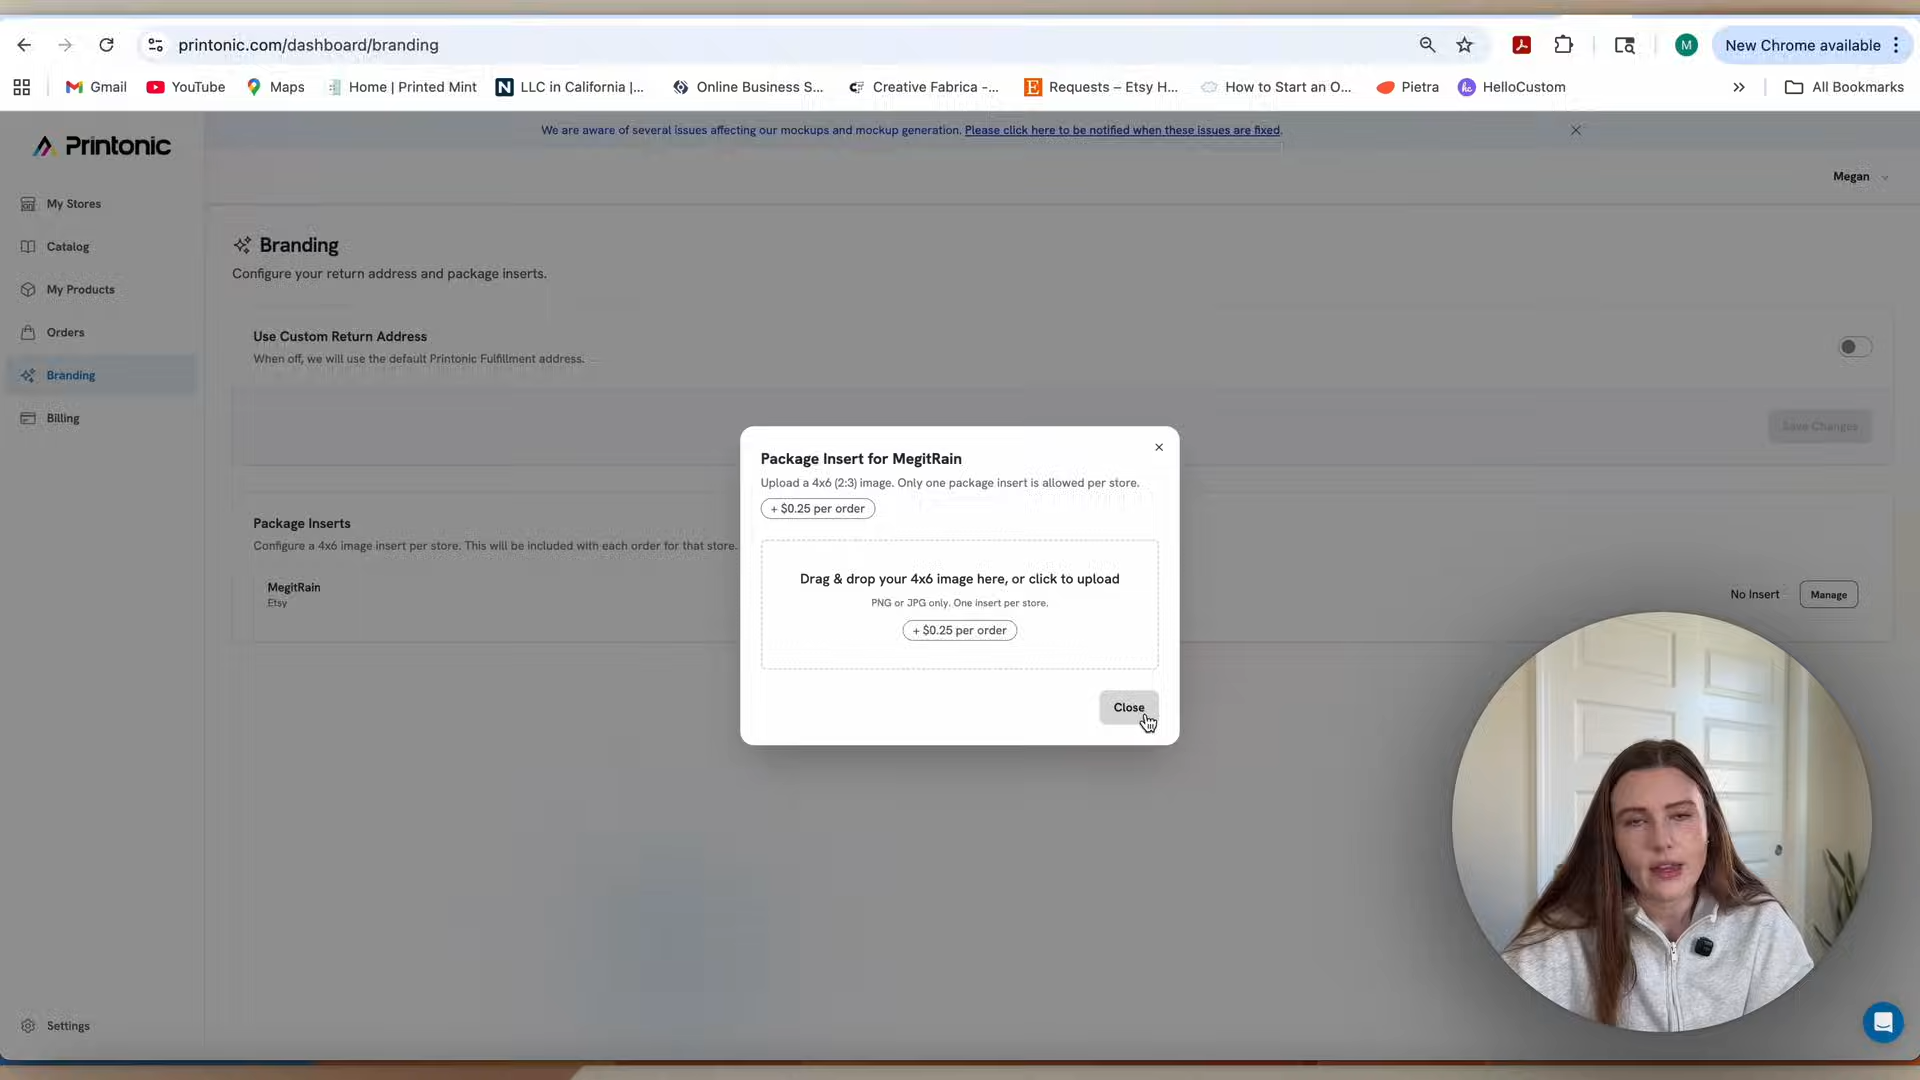 printonic.com/dashboard/branding
M
New Chrome available
Gmail
YouTube
Maps
Home | Printed Mint
LLC in California |...
Online Business S...
Creative Fabrica -...
Requests – Etsy H...
How to Start an O...
Pietra
HelloCustom
All Bookmarks
Printonic
We are aware of several issues affecting our mockups and mockup generation. Please click here to be notified when these issues are fixed.
Megan
My Stores
Catalog
My Products
Orders
Branding
Billing
Settings
Branding
Configure your return address and package inserts.
Use Custom Return Address
When off, we will use the default Printonic Fulfillment address.
Save Changes
Package Inserts
Configure a 4x6 image insert per store. This will be included with each order for that store.
MegitRain
Etsy
No Insert
Manage
Package Insert for MegitRain
Upload a 4x6 (2:3) image. Only one package insert is allowed per store.
+ $0.25 per order
Drag & drop your 4x6 image here, or click to upload
PNG or JPG only. One insert per store.
+ $0.25 per order
Close